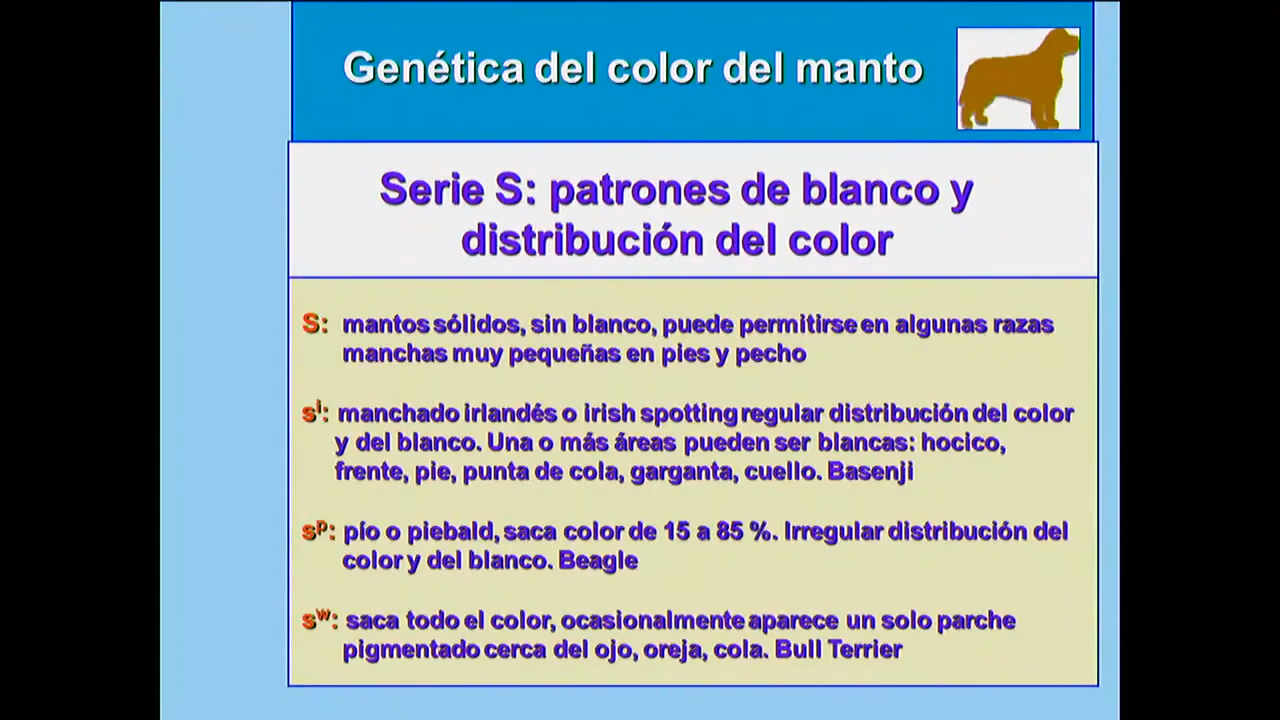 Genética del color del manto
Serie S: patrones de blanco y
distribución del color
S: mantos sólidos, sin blanco, puede permitirse en algunas razas
manchas muy pequeñas en pies y pecho
sⁱ: manchado irlandés o irish spotting regular distribución del color
y del blanco. Una o más áreas pueden ser blancas: hocico,
frente, pie, punta de cola, garganta, cuello. Basenji
sᵖ: pío o piebald, saca color de 15 a 85 %. Irregular distribución del
color y del blanco. Beagle
sʷ: saca todo el color, ocasionalmente aparece un solo parche
pigmentado cerca del ojo, oreja, cola. Bull Terrier